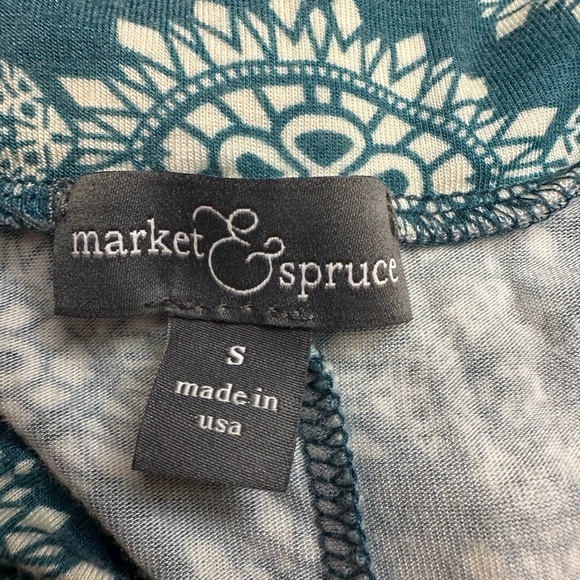 market & spruce
S
made in
usa